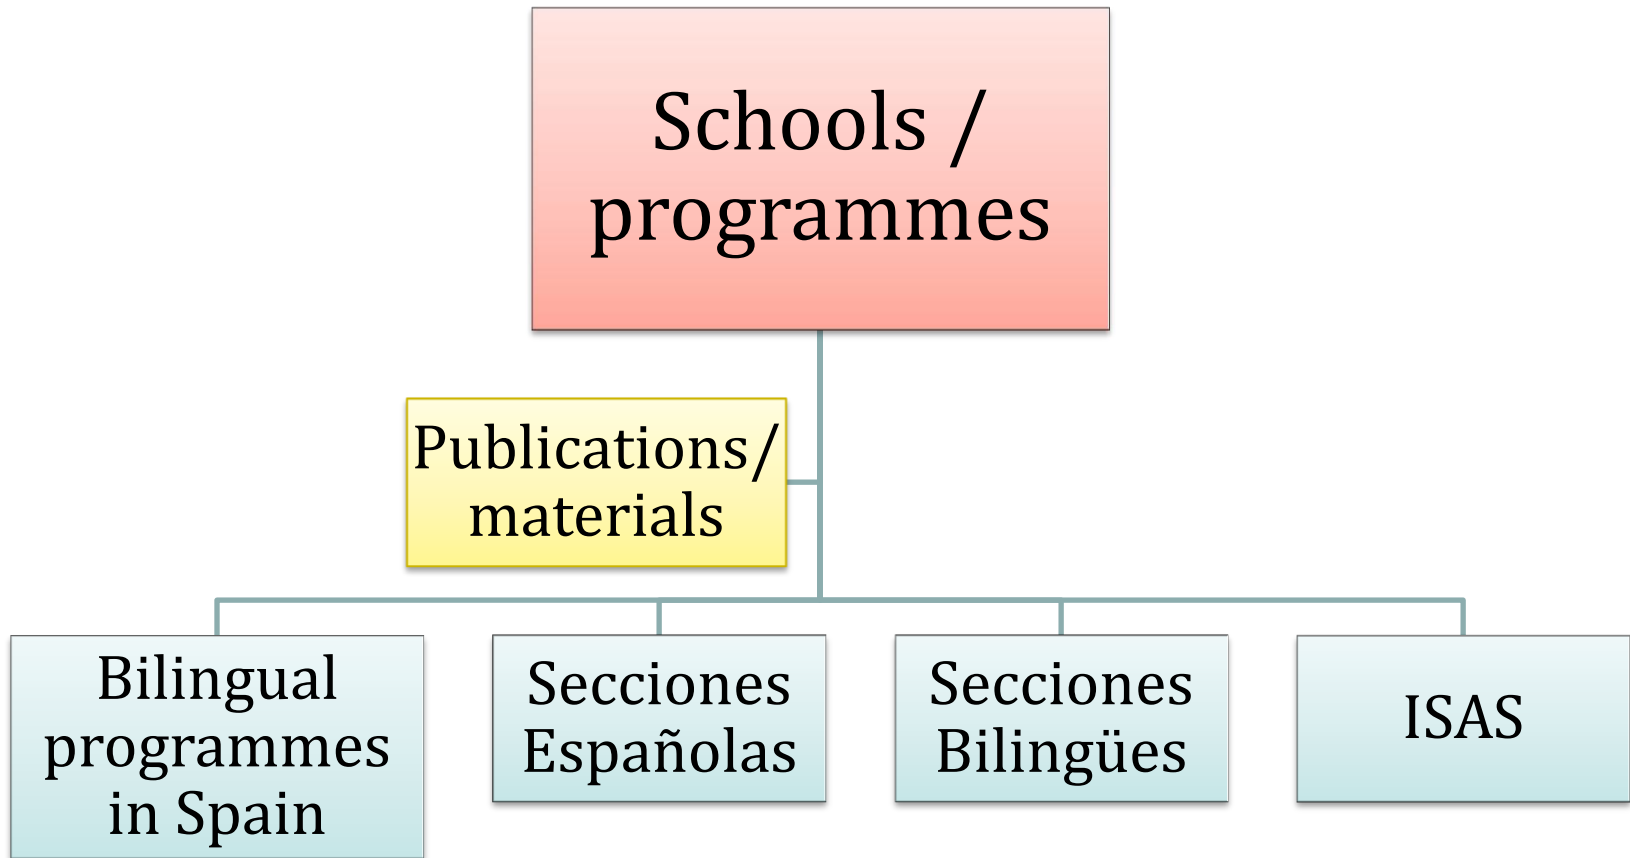 Schools /
programmes
Publications/
materials
Bilingual
programmes
in Spain
Secciones
Españolas
Secciones
Bilingües
ISAS